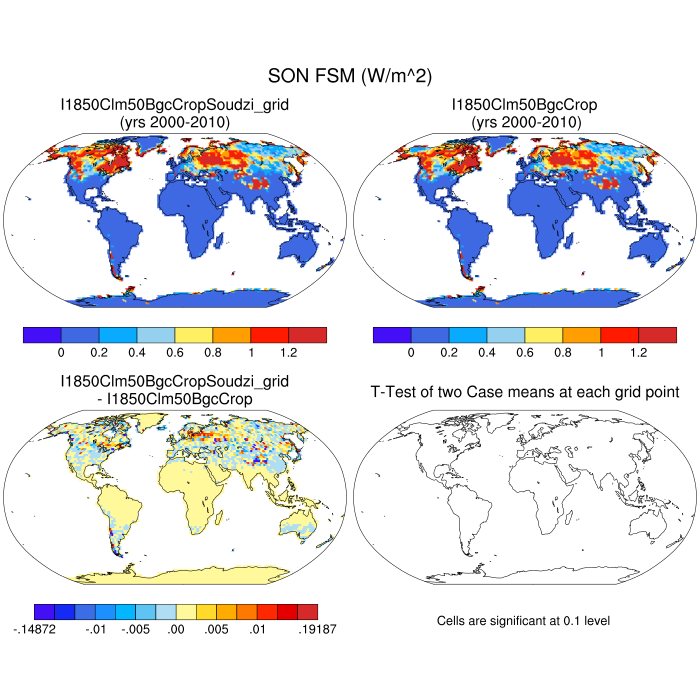 SON FSM (W/m^2)
I1850Clm50BgcCropSoudzi_grid
(yrs 2000-2010)
I1850Clm50BgcCrop
(yrs 2000-2010)
0 0.2 0.4 0.6 0.8 1 1.2
0 0.2 0.4 0.6 0.8 1 1.2
I1850Clm50BgcCropSoudzi_grid
- I1850Clm50BgcCrop
T-Test of two Case means at each grid point
-.14872 -.01 -.005 .00 .005 .01 .19187
Cells are significant at 0.1 level